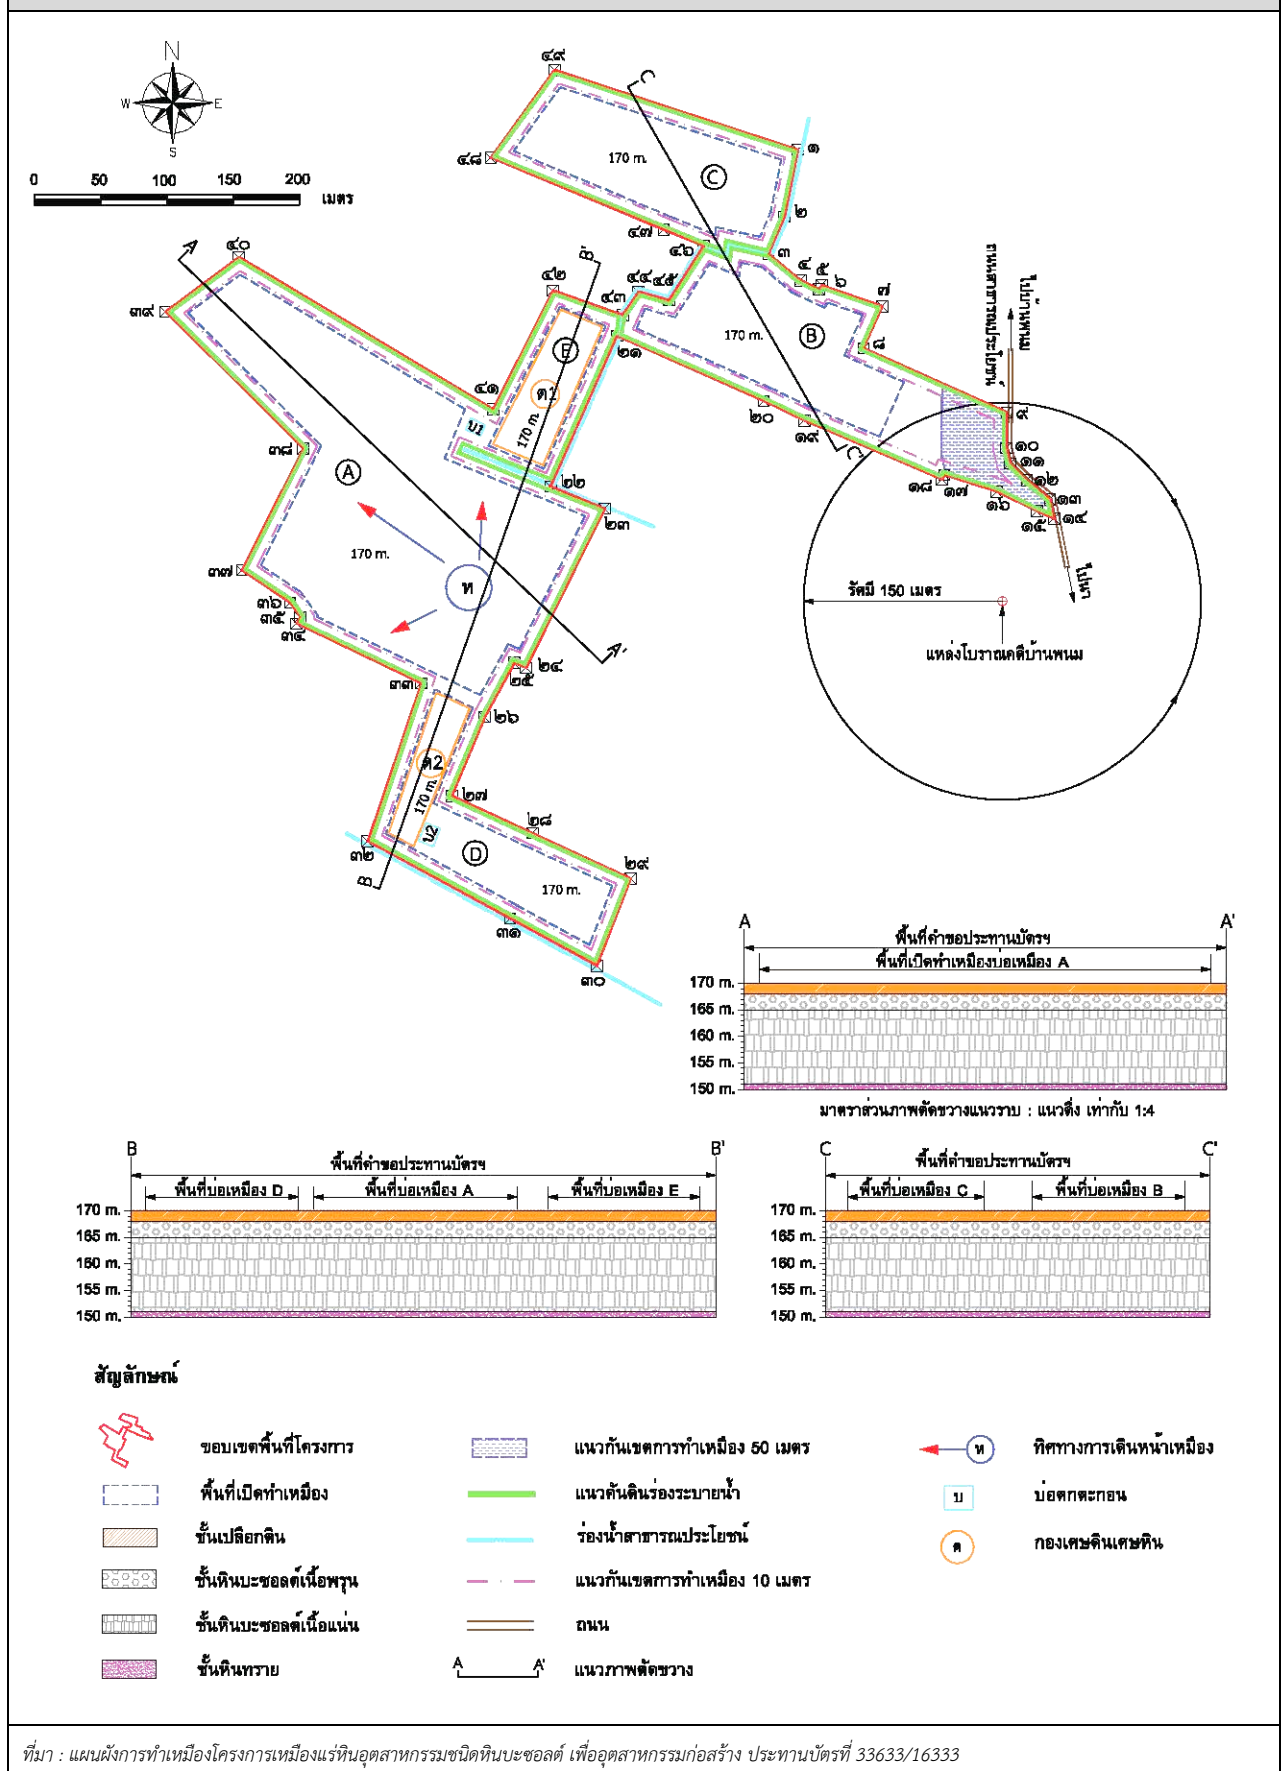 N
W E
S
0 50 100 150 200
เมตร
๔๙
C
๑
๔๘
170 m.
C
๒
๔๗
๔๖
๓
A
๔๐
B'
๔๒
๔๔
๔๕
๔
๕
๖
๗
ถนนสาธารณประโยชน์
ไปบ้านพนม
๓๙
๔๓
๒๑
170 m.
B
๘
E
๔๑
ต1
170 m.
บ1
๒๐
๑๙
C'
๙
๑๐
๑๑
๑๒
๑๓
๑๔
๑๕
๑๖
๑๗
๑๘
๓๘
A
๒๒
๒๓
170 m.
ห
๓๗
๓๖
๓๕
๓๔
รัศมี 150 เมตร
ไปนา
แหล่งโบราณคดีบ้านพนม
A'
๒๔
๒๕
๓๓
๒๖
ต2
170 m.
๒๗
บ2
๒๘
๓๒
D
B
170 m.
๒๙
๓๑
๓๐
A A'
พื้นที่คำขอประทานบัตรฯ
พื้นที่เปิดทำเหมืองบ่อเหมือง A
170 m.
165 m.
160 m.
155 m.
150 m.
มาตราส่วนภาพตัดขวางแนวราบ : แนวดิ่ง เท่ากับ 1:4
B B'
พื้นที่คำขอประทานบัตรฯ
พื้นที่บ่อเหมือง D พื้นที่บ่อเหมือง A พื้นที่บ่อเหมือง E
170 m.
165 m.
160 m.
155 m.
150 m.
C C'
พื้นที่คำขอประทานบัตรฯ
พื้นที่บ่อเหมือง C พื้นที่บ่อเหมือง B
170 m.
165 m.
160 m.
155 m.
150 m.
สัญลักษณ์
ขอบเขตพื้นที่โครงการ
พื้นที่เปิดทำเหมือง
ชั้นเปลือกดิน
ชั้นหินบะซอลต์เนื้อพรุน
ชั้นหินบะซอลต์เนื้อแน่น
ชั้นหินทราย
แนวกันเขตการทำเหมือง 50 เมตร
แนวคันดินร่องระบายน้ำ
ร่องน้ำสาธารณประโยชน์
แนวกันเขตการทำเหมือง 10 เมตร
ถนน
A A' แนวภาพตัดขวาง
ห ทิศทางการเดินหน้าเหมือง
บ บ่อตกตะกอน
ต กองเศษดินเศษหิน
ที่มา : แผนผังการทำเหมืองโครงการเหมืองแร่หินอุตสาหกรรมชนิดหินบะซอลต์ เพื่ออุตสาหกรรมก่อสร้าง ประทานบัตรที่ 33633/16333